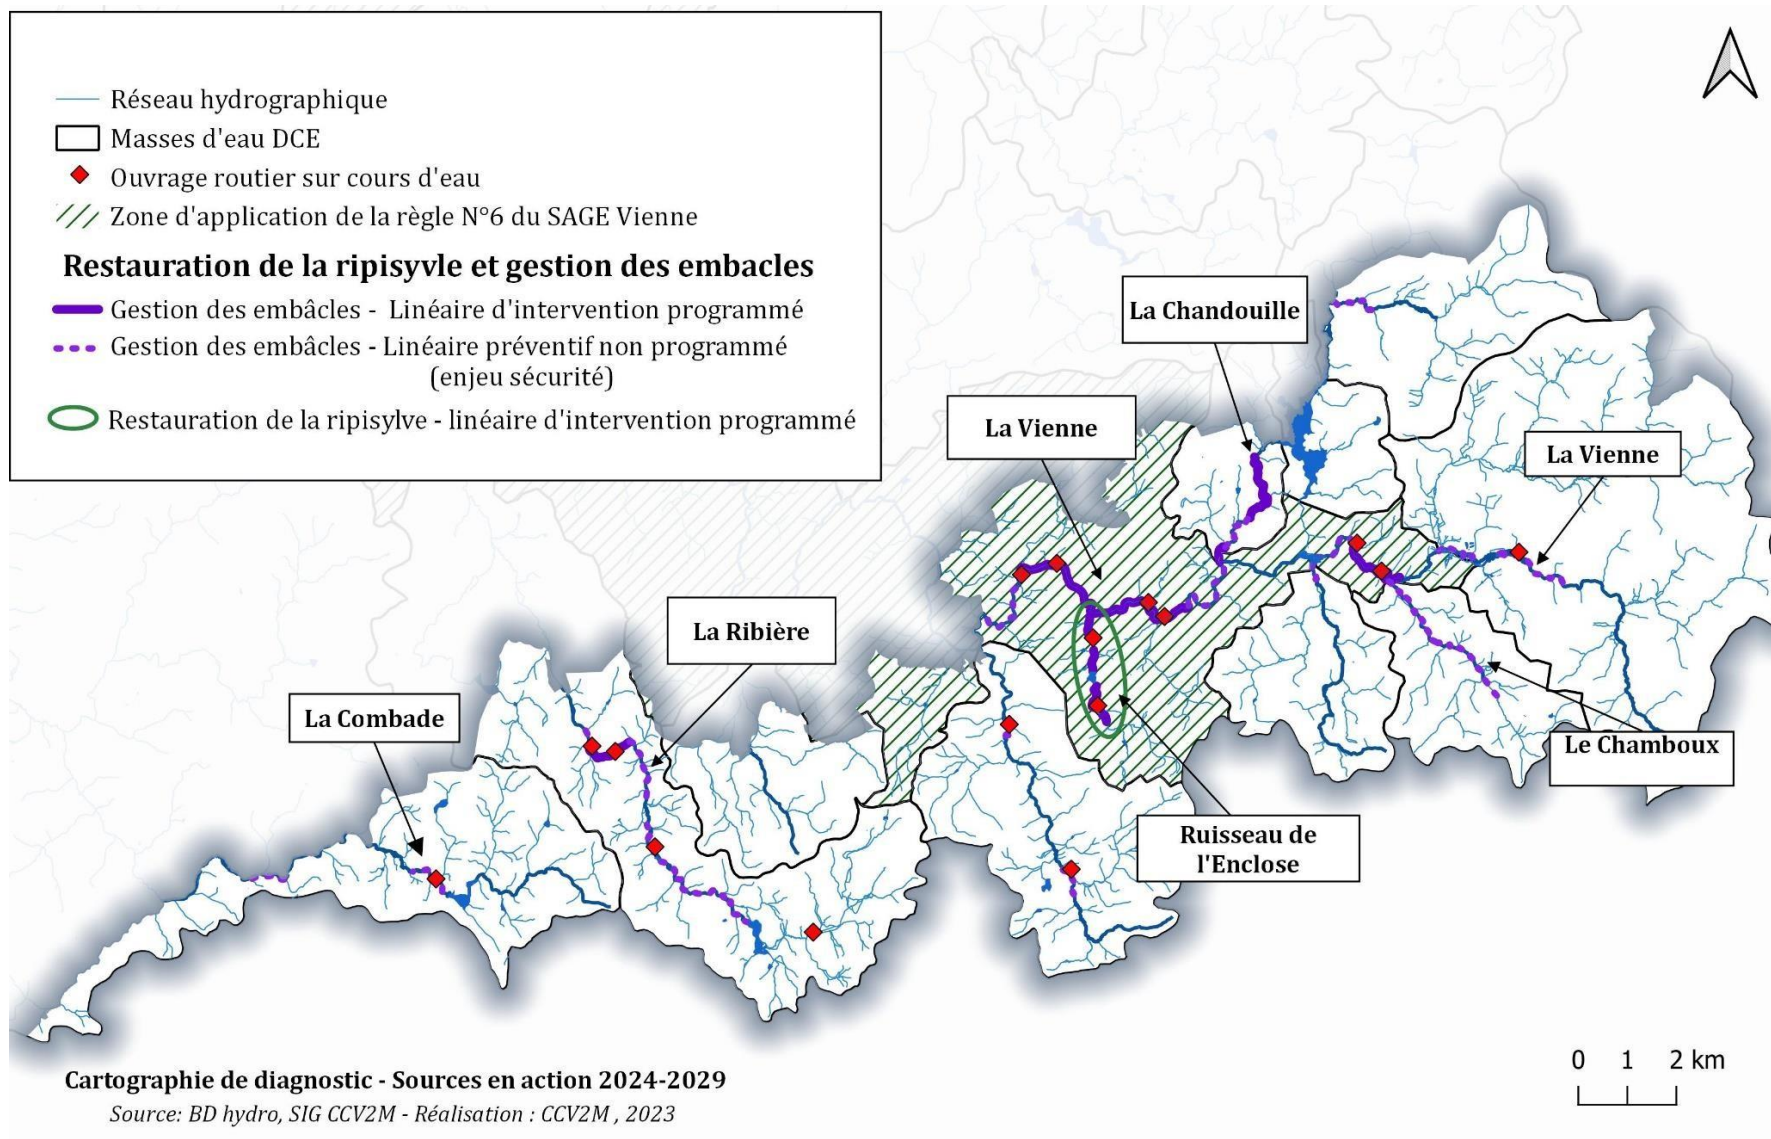 Réseau hydrographique
Masses d'eau DCE
Ouvrage routier sur cours d'eau
Zone d'application de la règle N°6 du SAGE Vienne
Restauration de la ripisyvle et gestion des embacles
Gestion des embâcles - Linéaire d'intervention programmé
Gestion des embâcles - Linéaire préventif non programmé
(enjeu sécurité)
Restauration de la ripisylve - linéaire d'intervention programmé
La Chandouille
La Vienne
La Vienne
La Ribière
La Combade
Le Chamboux
Ruisseau de
l'Enclose
0 1 2 km
Cartographie de diagnostic - Sources en action 2024-2029
Source: BD hydro, SIG CCV2M - Réalisation : CCV2M , 2023